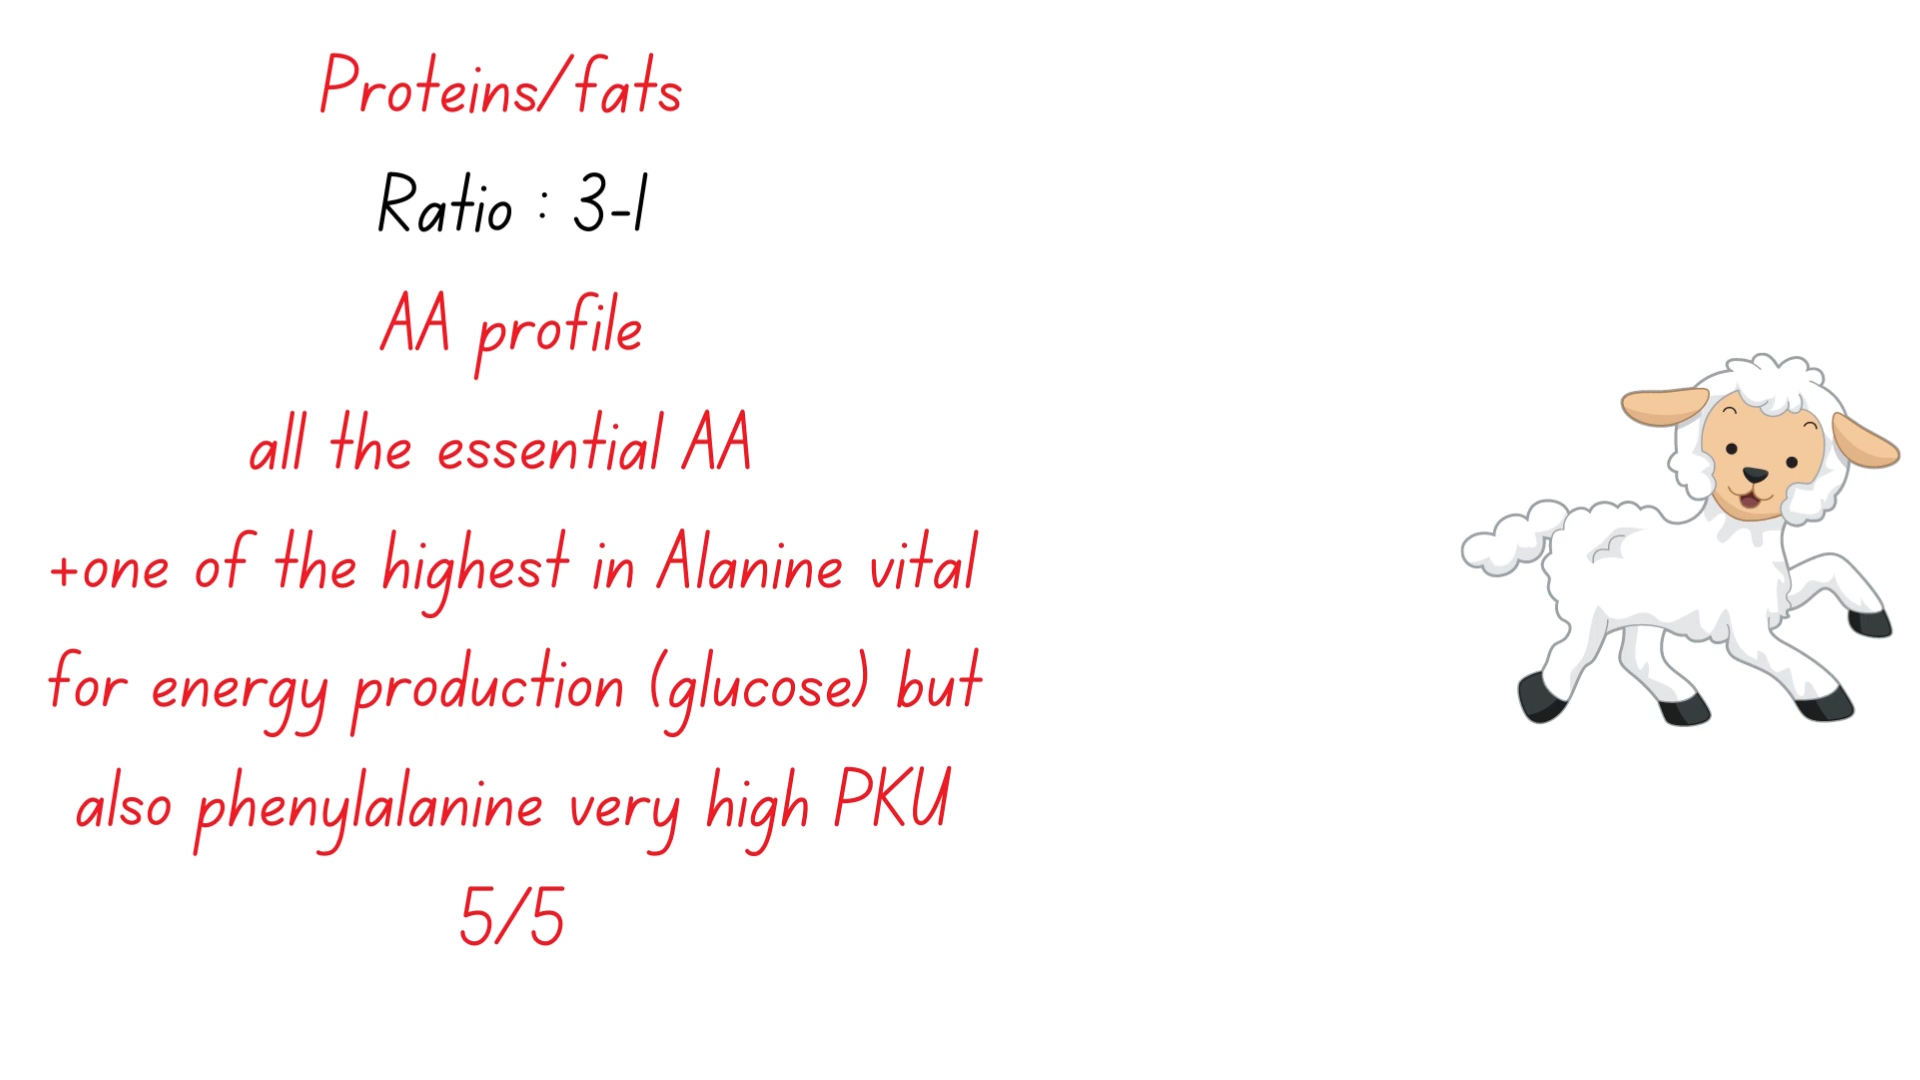 Proteins/fats
Ratio : 3-1
AA profile
all the essential AA
+one of the highest in Alanine vital
for energy production (glucose) but
also phenylalanine very high PKU
5/5